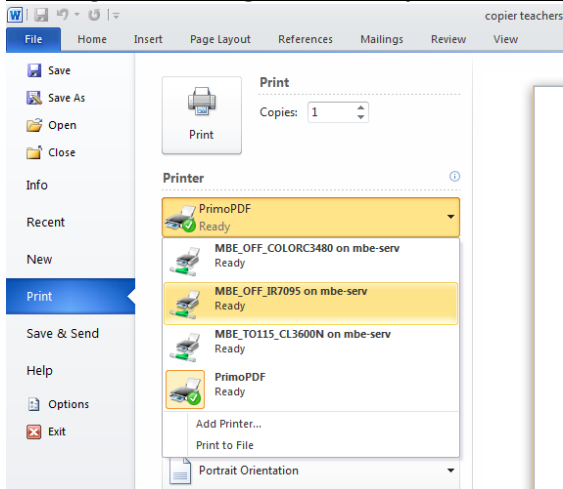 copier teachers
File Home Insert Page Layout References Mailings Review View
Save
Save As
Open
Close
Info
Recent
New
Print
Save & Send
Help
Options
Exit
Print
Print
Copies: 1
Printer
PrimoPDF
Ready
MBE_OFF_COLORC3480 on mbe-serv
Ready
MBE_OFF_IR7095 on mbe-serv
Ready
MBE_TO115_CL3600N on mbe-serv
Ready
PrimoPDF
Ready
Add Printer...
Print to File
Portrait Orientation